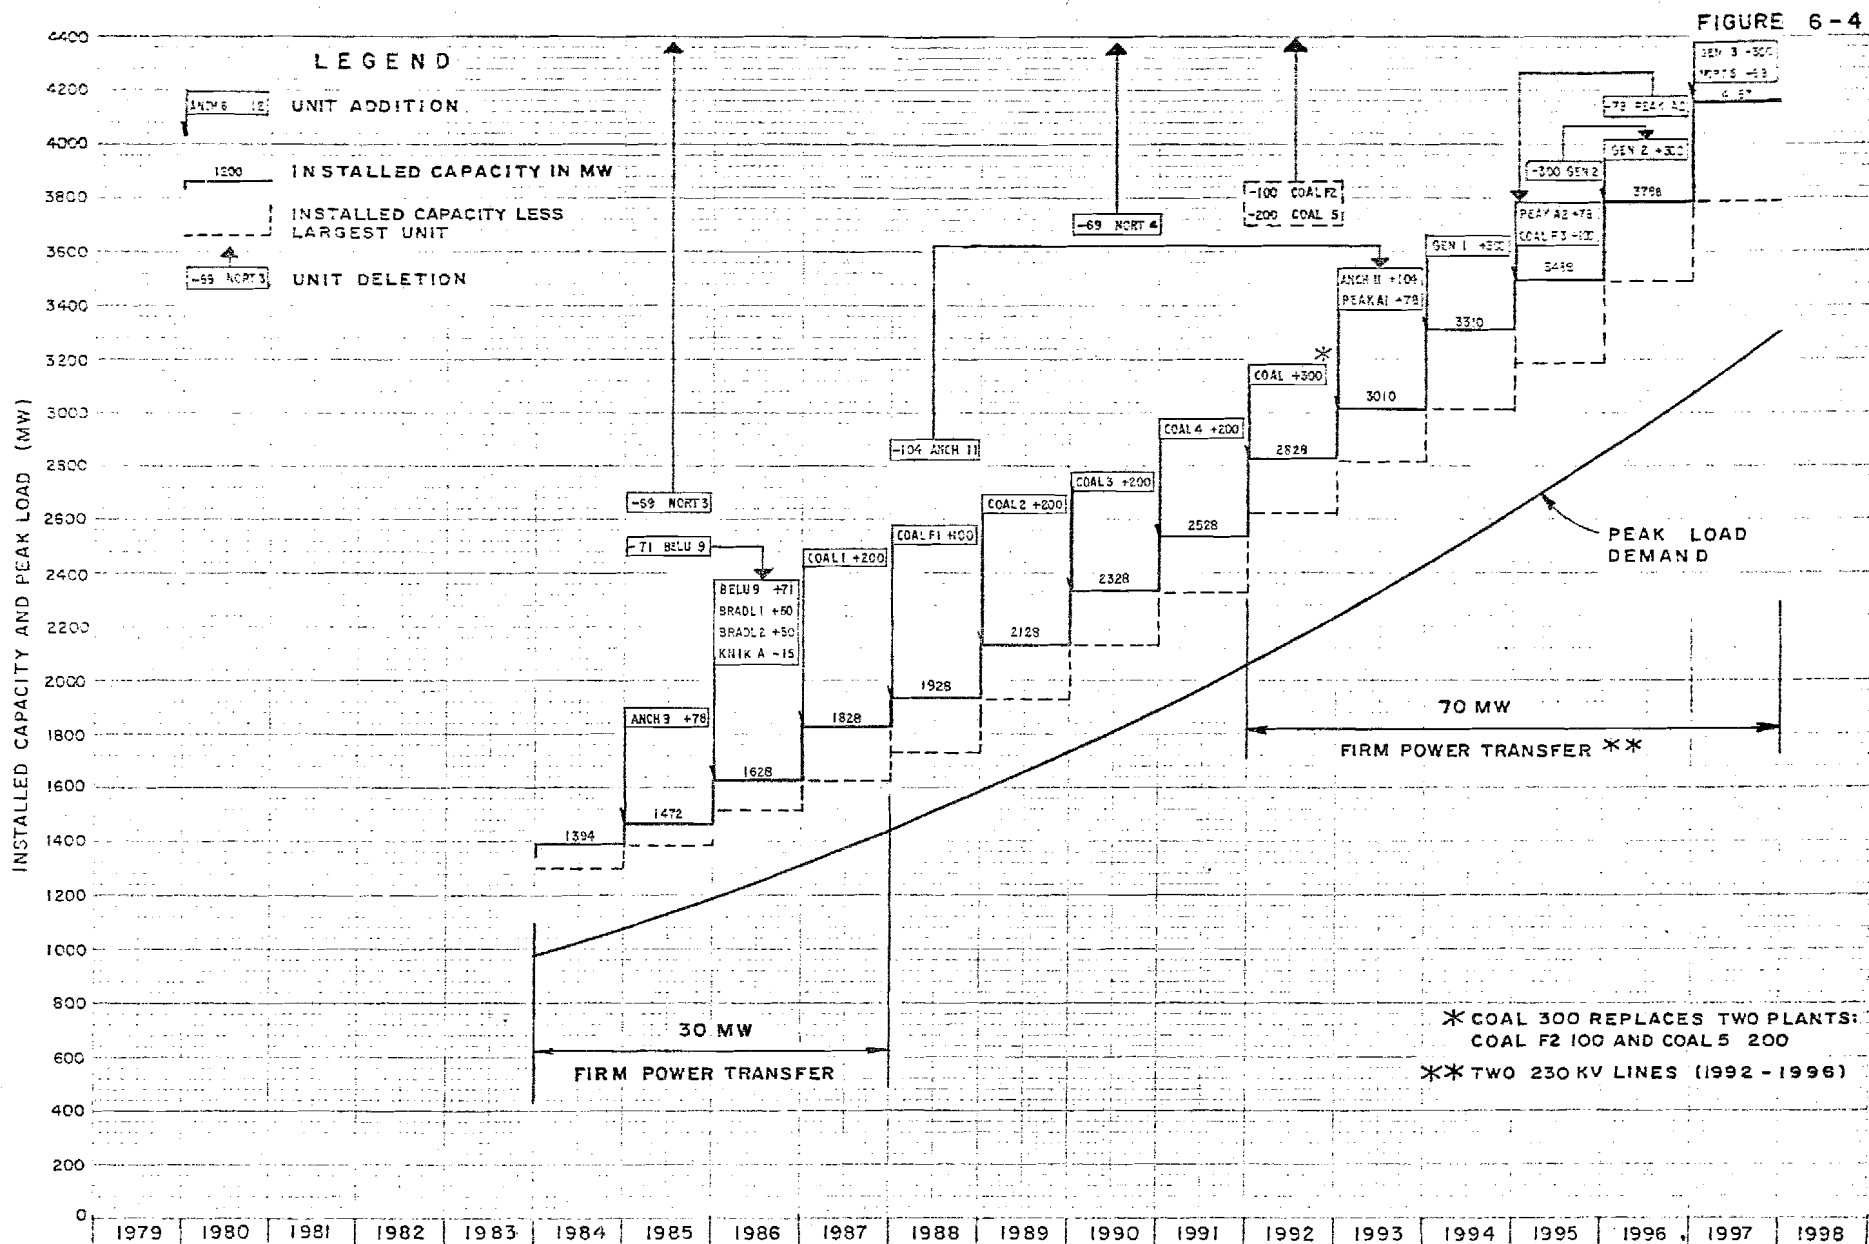 FIGURE 6-4
LEGEND
UNIT ADDITION
1200
INSTALLED CAPACITY IN MW
INSTALLED CAPACITY LESS
LARGEST UNIT
-69 NORT 3
UNIT DELETION
INSTALLED CAPACITY AND PEAK LOAD (MW)
4400
4200
4000
3800
3600
3400
3200
3000
2800
2600
2400
2200
2000
1800
1600
1400
1200
1000
800
600
400
200
0
1394
ANCH 9 +78
1472
-69 NORT 3
-71 BELU 9
BELU 9 +71
BRADL 1
BRADL 2
KNIK A -15
1628
COAL 1 +200
1828
COAL F1 +100
1928
-104 ANCH 11
COAL 2 +200
2128
COAL 3 +200
2328
-69 NORT 4
COAL 4 +200
2528
-100 COAL F2
-200 COAL 5
*
COAL +300
2828
ANCH 11 +104
PEAK A1 +78
3010
GEN 1 +300
3310
PEAK A2 +78
COAL F3
3488
-300 GEN 2
-78 PEAK A2
GEN 2 +300
3788
GEN 3
PEAK LOAD
DEMAND
70 MW
FIRM POWER TRANSFER **
30 MW
FIRM POWER TRANSFER
* COAL 300 REPLACES TWO PLANTS:
COAL F2 100 AND COAL 5 200
** TWO 230 KV LINES (1992-1996)
1979 1980 1981 1982 1983 1984 1985 1986 1987 1988 1989 1990 1991 1992 1993 1994 1995 1996 1997 1998